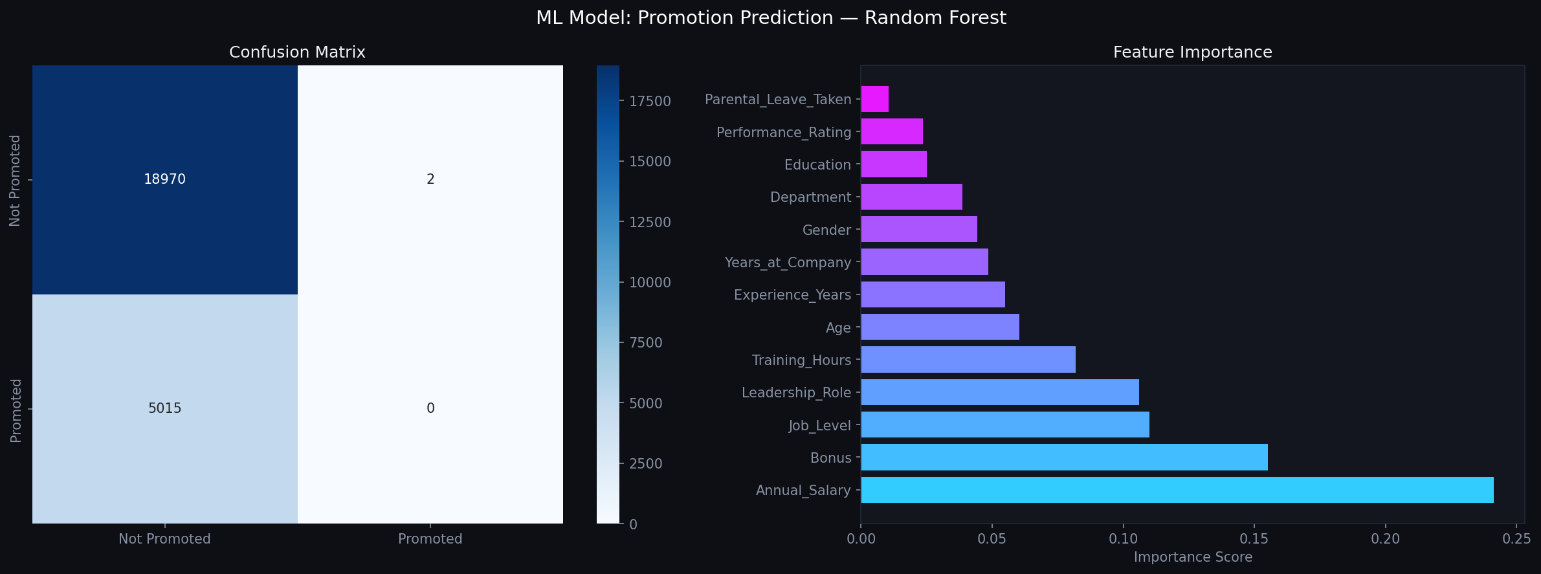 ML Model: Promotion Prediction — Random Forest
Confusion Matrix
Not Promoted
Promoted
18970
2
5015
0
Not Promoted
Promoted
17500
15000
12500
10000
7500
5000
2500
0
Feature Importance
Parental_Leave_Taken
Performance_Rating
Education
Department
Gender
Years_at_Company
Experience_Years
Age
Training_Hours
Leadership_Role
Job_Level
Bonus
Annual_Salary
0.00
0.05
0.10
0.15
0.20
0.25
Importance Score